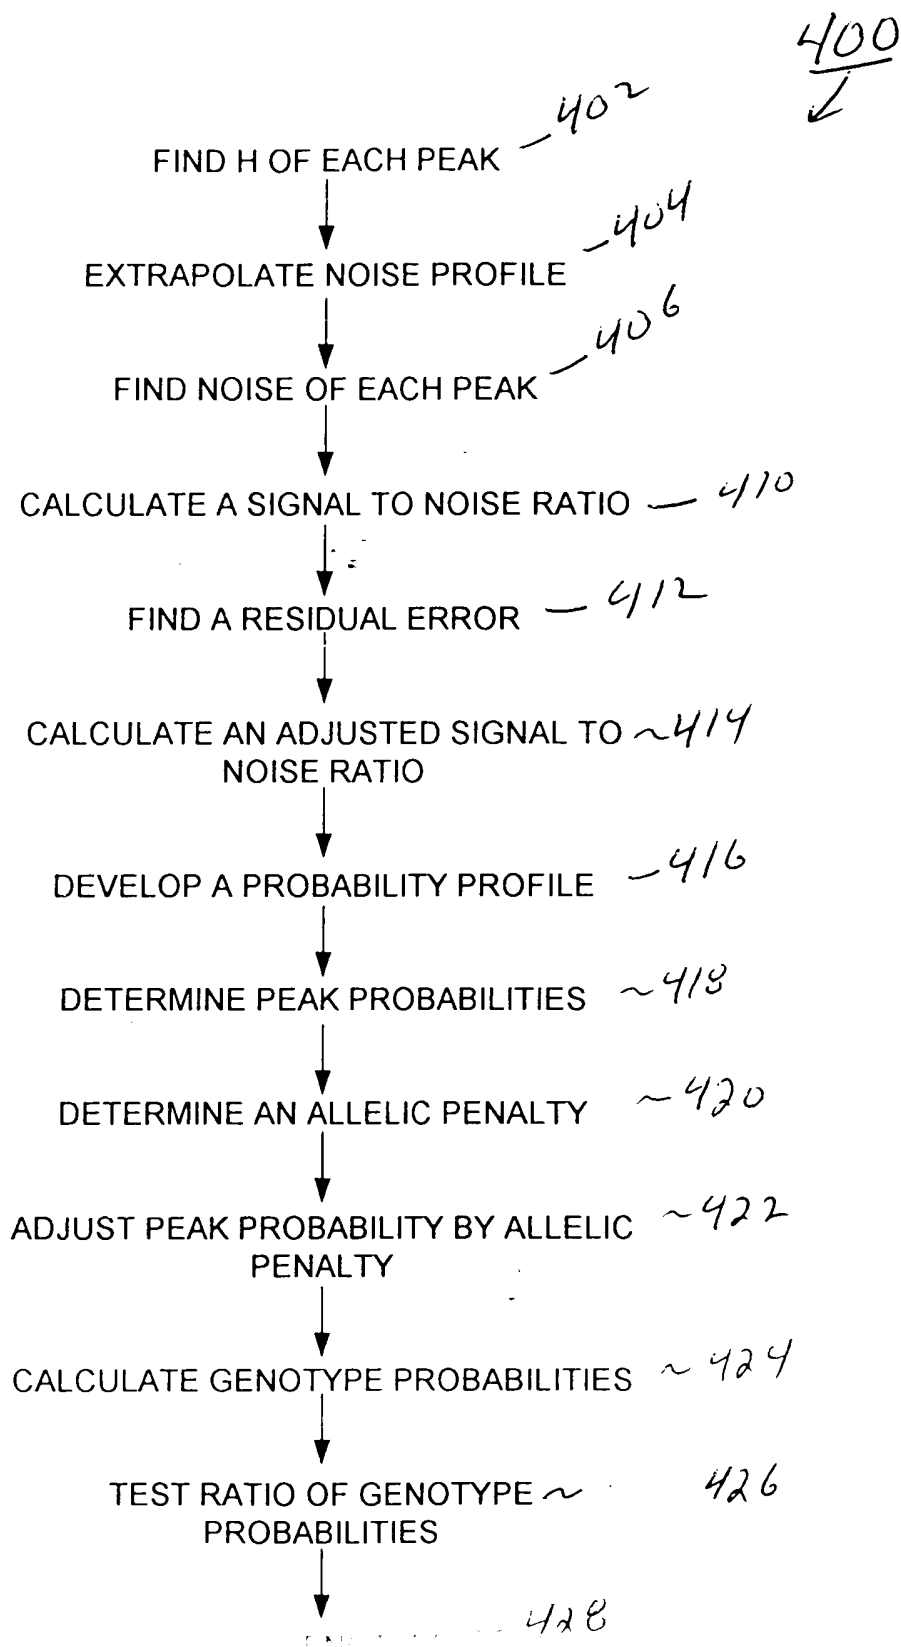 400
FIND H OF EACH PEAK 402
EXTRAPOLATE NOISE PROFILE 404
FIND NOISE OF EACH PEAK 406
CALCULATE A SIGNAL TO NOISE RATIO 410
FIND A RESIDUAL ERROR 412
CALCULATE AN ADJUSTED SIGNAL TO 414
NOISE RATIO
DEVELOP A PROBABILITY PROFILE 416
DETERMINE PEAK PROBABILITIES 418
DETERMINE AN ALLELIC PENALTY 420
ADJUST PEAK PROBABILITY BY ALLELIC 422
PENALTY
CALCULATE GENOTYPE PROBABILITIES 424
TEST RATIO OF GENOTYPE 426
PROBABILITIES
428